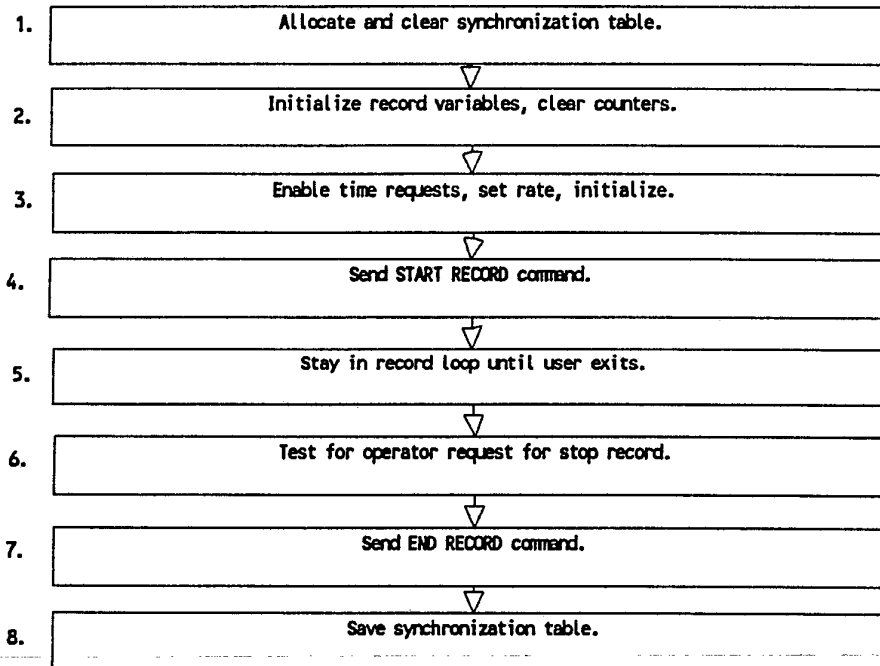 1. Allocate and clear synchronization table.
2. Initialize record variables, clear counters.
3. Enable time requests, set rate, initialize.
4. Send START RECORD command.
5. Stay in record loop until user exits.
6. Test for operator request for stop record.
7. Send END RECORD command.
8. Save synchronization table.